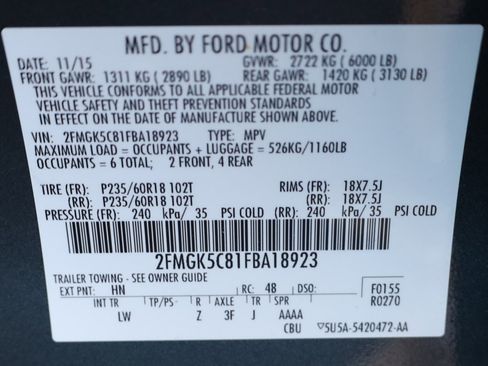 MFD. BY FORD MOTOR CO.
DATE: 11/15 GVWR: 2722 KG (6000 LB)
FRONT GAWR: 1311 KG (2890 LB) REAR GAWR: 1420 KG (3130 LB)
THIS VEHICLE CONFORMS TO ALL APPLICABLE FEDERAL MOTOR
VEHICLE SAFETY AND THEFT PREVENTION STANDARDS
IN EFFECT ON THE DATE OF MANUFACTURE SHOWN ABOVE.
VIN: 2FMGK5C81FBA18923 TYPE: MPV
MAXIMUM LOAD = OCCUPANTS + LUGGAGE = 526KG/1160LB
OCCUPANTS = 6 TOTAL; 2 FRONT, 4 REAR
TIRE (FR): P235/60R18 102T RIMS (FR): 18X7.5J
(RR): P235/60R18 102T (RR): 18X7.5J
PRESSURE (FR): 240 kPa/ 35 PSI COLD (RR): 240 kPa/ 35 PSI COLD
2FMGK5C81FBA18923
TRAILER TOWING - SEE OWNER GUIDE
EXT PNT: HN RC: 48 DSO: F0155
R0270
INT TR TP/PS R AXLE TR SPR
LW Z 3F J AAAA
CBU ▽5U5A-5420472-AA